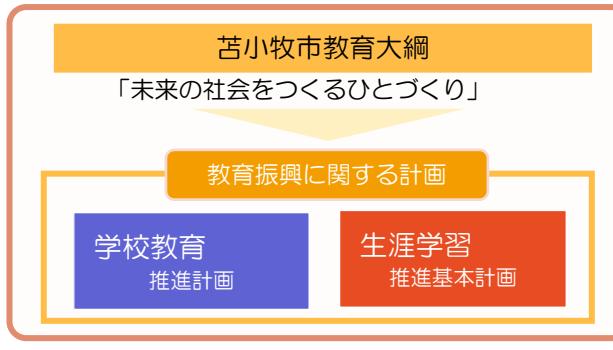 苫小牧市教育大綱
「未来の社会をつくるひとづくり」
教育振興に関する計画
学校教育
推進計画
生涯学習
推進基本計画